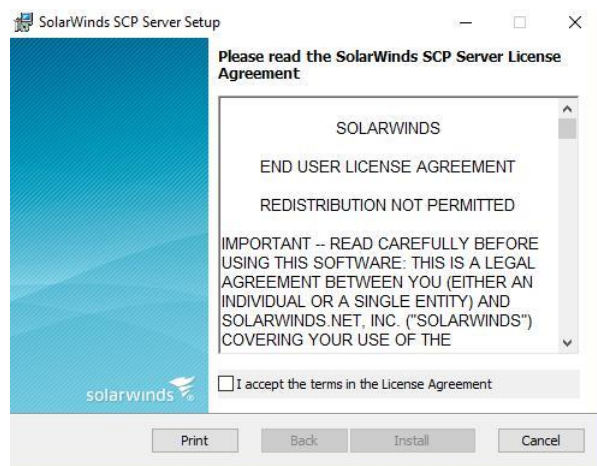 SolarWinds SCP Server Setup
Please read the SolarWinds SCP Server License
Agreement
SOLARWINDS
END USER LICENSE AGREEMENT
REDISTRIBUTION NOT PERMITTED
IMPORTANT -- READ CAREFULLY BEFORE
USING THIS SOFTWARE: THIS IS A LEGAL
AGREEMENT BETWEEN YOU (EITHER AN
INDIVIDUAL OR A SINGLE ENTITY) AND
SOLARWINDS.NET, INC. ("SOLARWINDS")
COVERING YOUR USE OF THE
solarwinds
I accept the terms in the License Agreement
Print Back Install Cancel